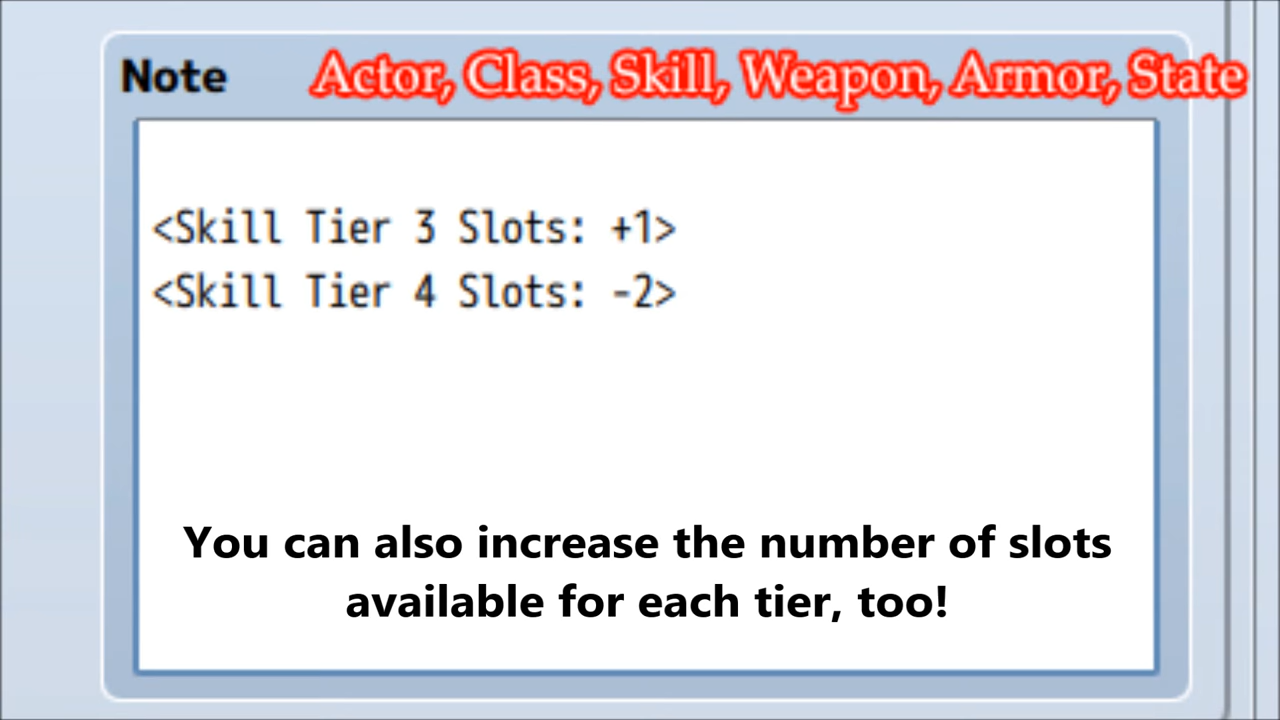 Note Actor, Class, Skill, Weapon, Armor, State
<Skill Tier 3 Slots: +1>
<Skill Tier 4 Slots: -2>
You can also increase the number of slots
available for each tier, too!